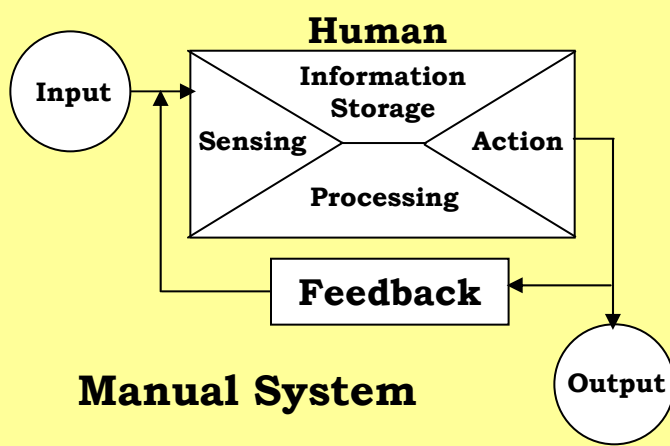 Human
Input
Information
Storage
Sensing
Action
Processing
Feedback
Manual System
Output